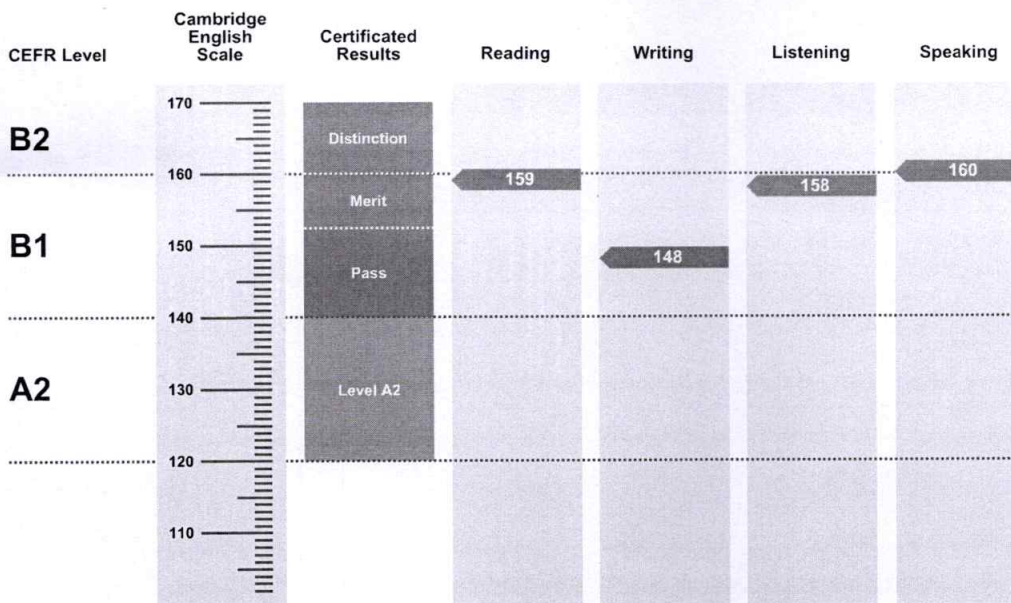 CEFR Level
Cambridge
English
Scale
Certificated
Results
Reading
Writing
Listening
Speaking
170
B2
Distinction
160
159
158
160
Merit
B1
150
148
Pass
140
A2
130
Level A2
120
110